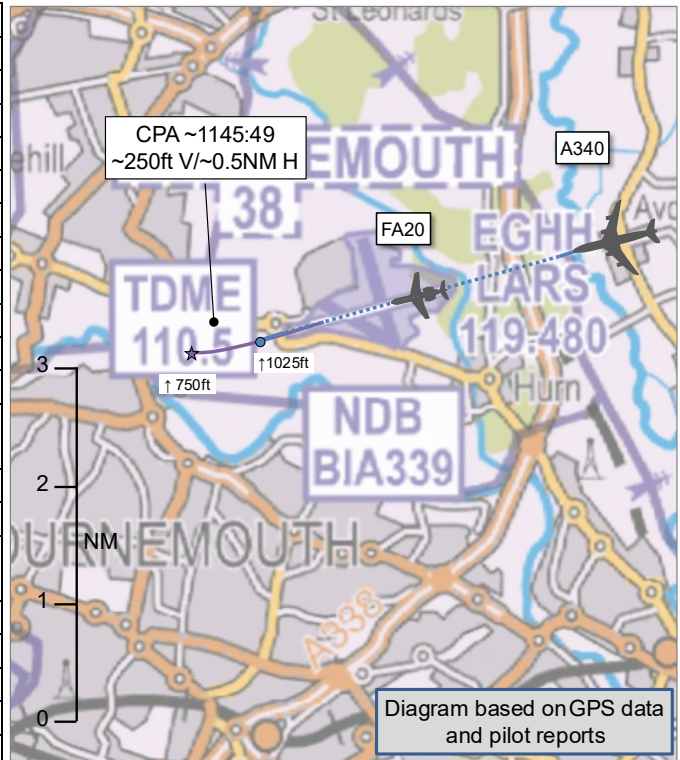 St Leonards
CPA ~1145:49
~250ft V/~0.5NM H
A340
ehill
EMOUTH
38
FA20
Avo
EGHH
LARS
119.480
TDME
110.5
↑1025ft
↑ 750ft
3
Hurn
NDB
BIA339
2
OURNEMOUTH
NM
1
A338
0
Diagram based on GPS data
and pilot reports